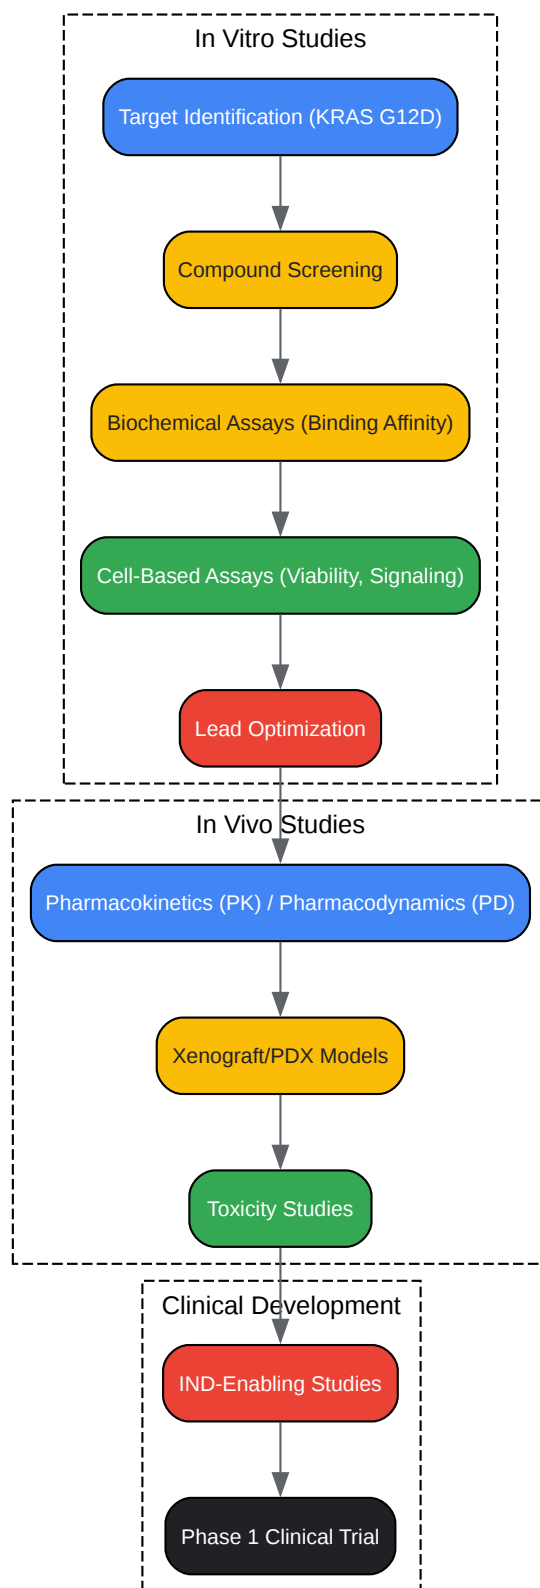 In Vitro Studies
Target Identification (KRAS G12D)
Compound Screening
Biochemical Assays (Binding Affinity)
Cell-Based Assays (Viability, Signaling)
Lead Optimization
In Vivo Studies
Pharmacokinetics (PK) / Pharmacodynamics (PD)
Xenograft/PDX Models
Toxicity Studies
Clinical Development
IND-Enabling Studies
Phase 1 Clinical Trial